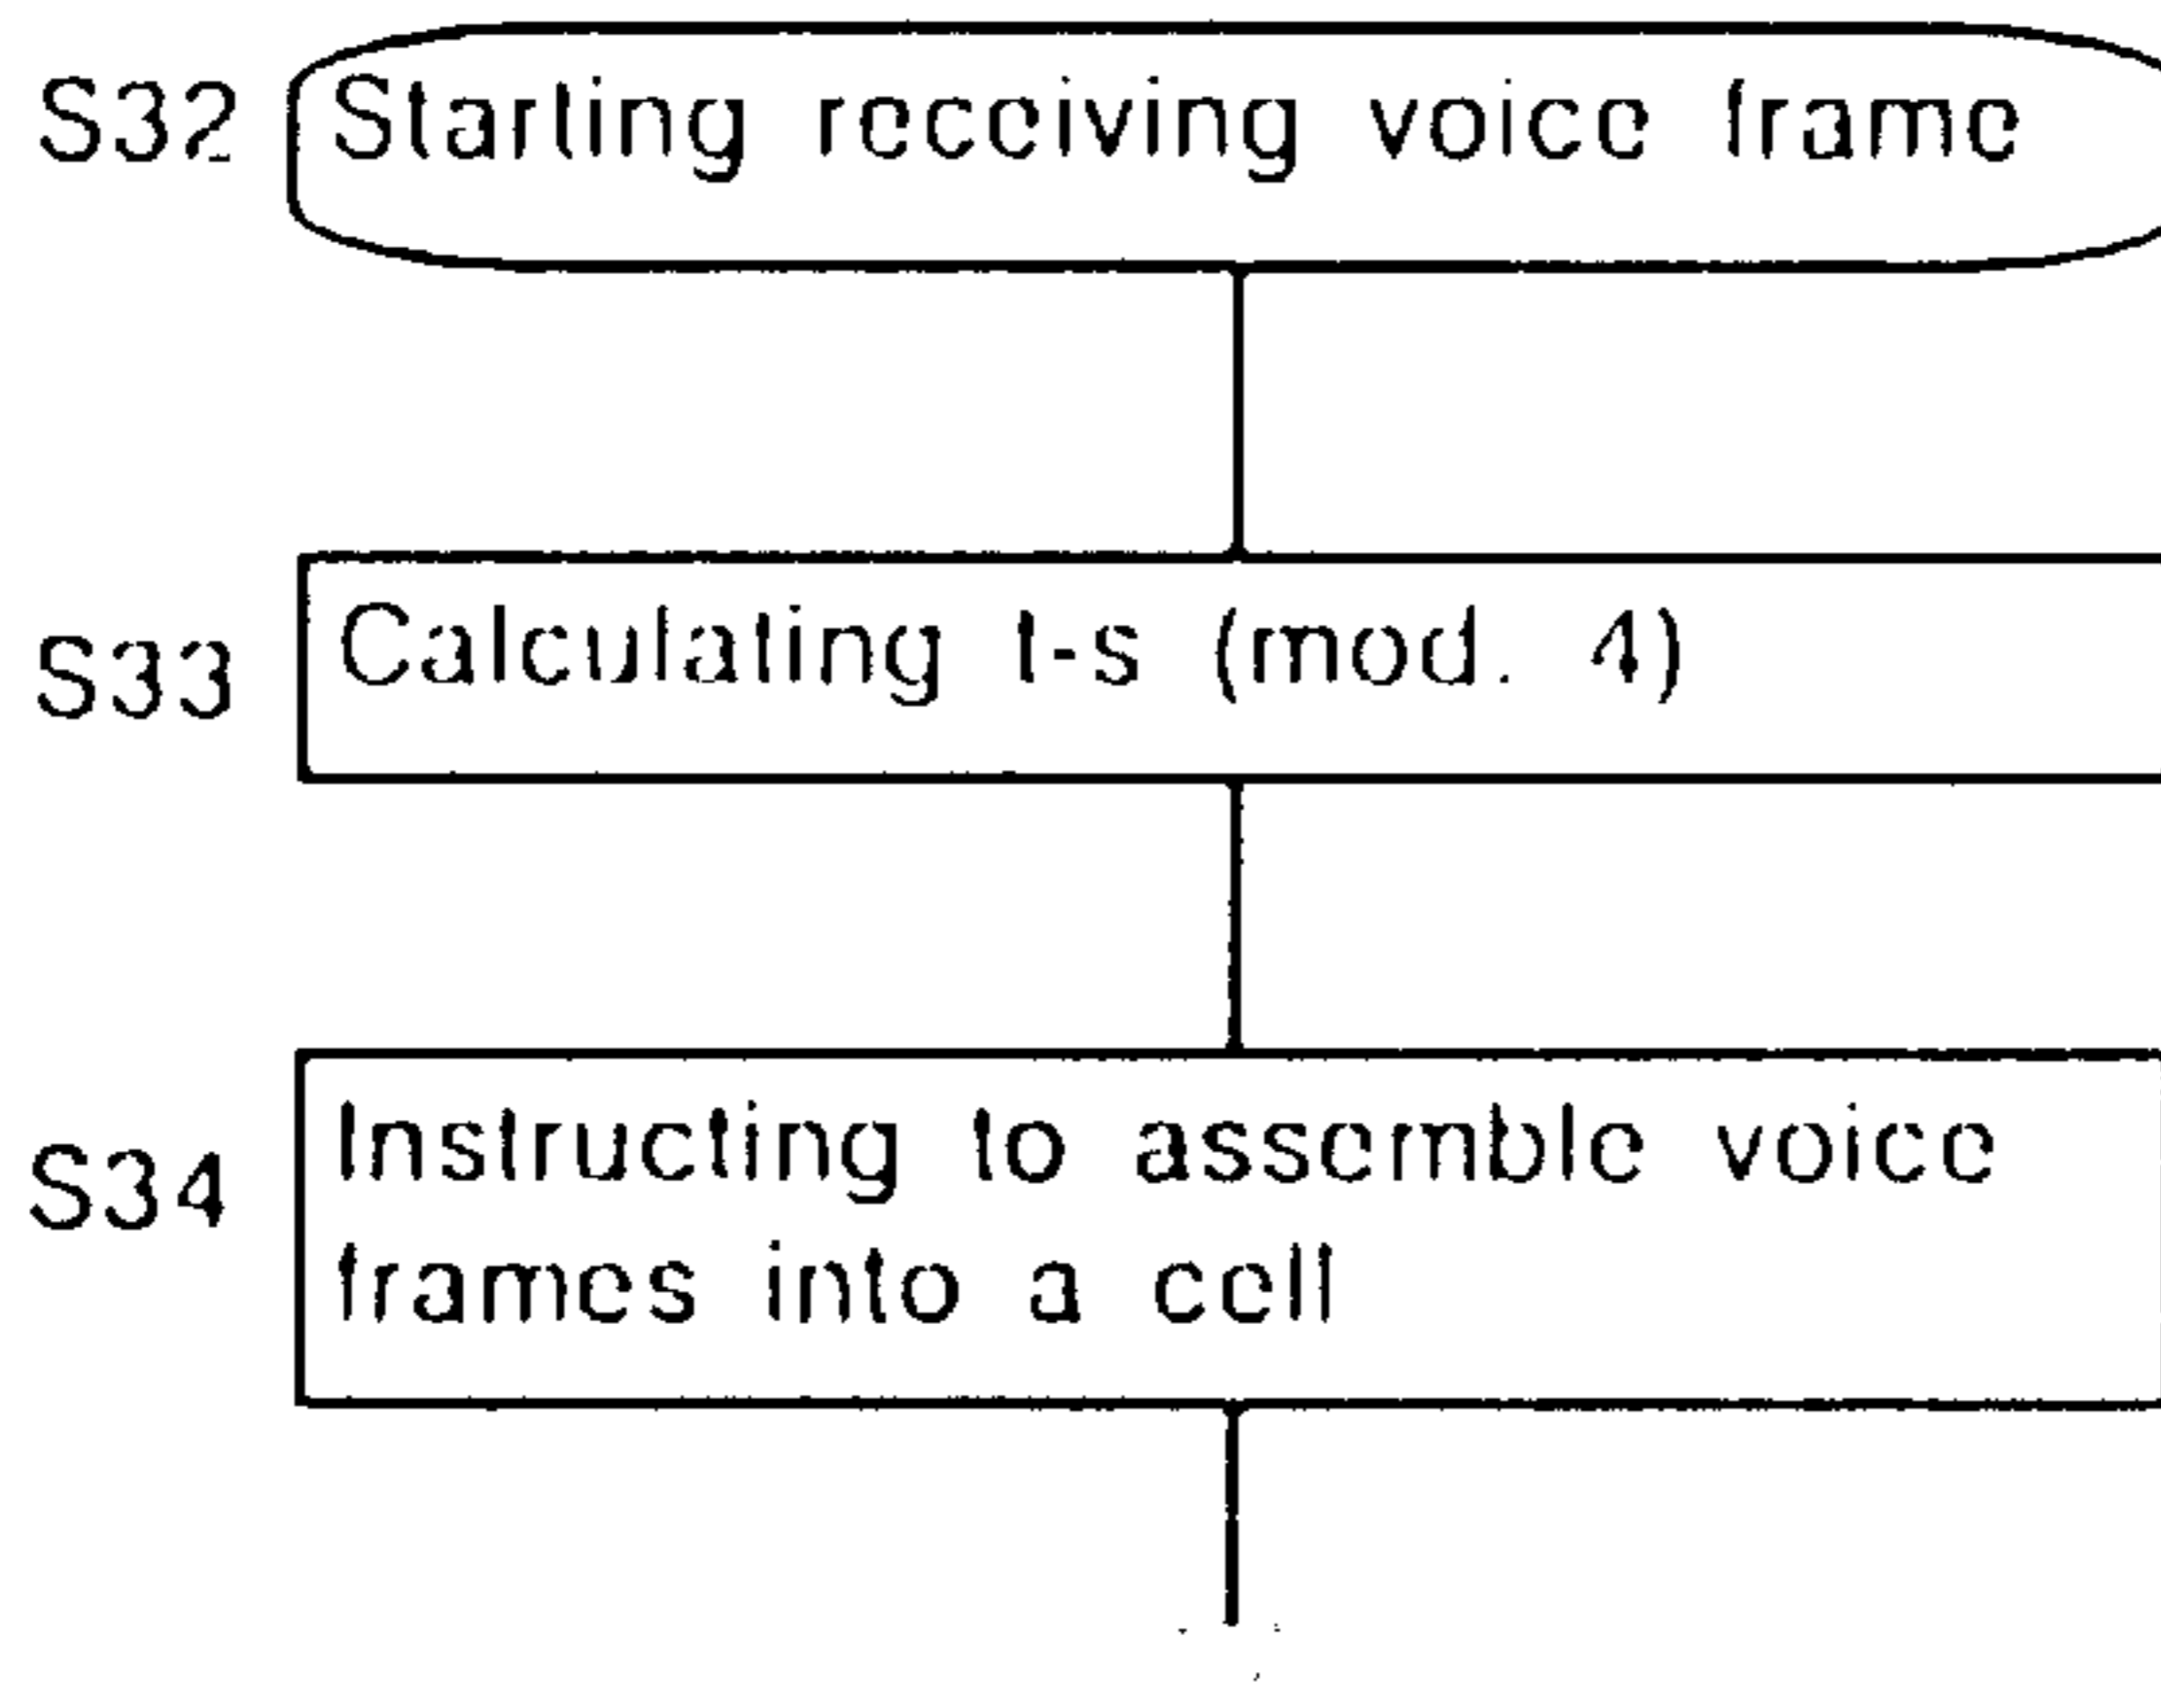 S32 Starting receiving voice frame
S33 Calculating t-s (mod. 4)
S34 Instructing to assemble voice
frames into a cell